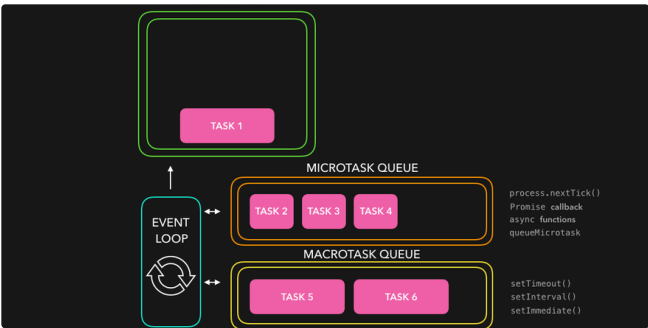 TASK 1
MICROTASK QUEUE
TASK 2 TASK 3 TASK 4
process.nextTick()
Promise callback
async functions
queueMicrotask
EVENT
LOOP
MACROTASK QUEUE
TASK 5 TASK 6
setTimeout()
setInterval()
setImmediate()